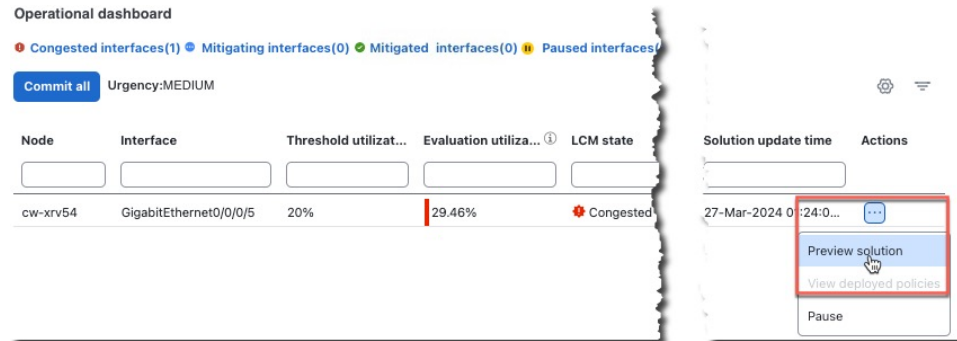 Operational dashboard
Congested interfaces(1) Mitigating interfaces(0) Mitigated interfaces(0) Paused interfaces(
Commit all Urgency:MEDIUM
Node Interface Threshold utilizat... Evaluation utiliza... LCM state Solution update time Actions
cw-xrv54 GigabitEthernet0/0/0/5 20% 29.46% Congested 27-Mar-2024 :24:0... ...
Preview solution
View deployed policies
Pause